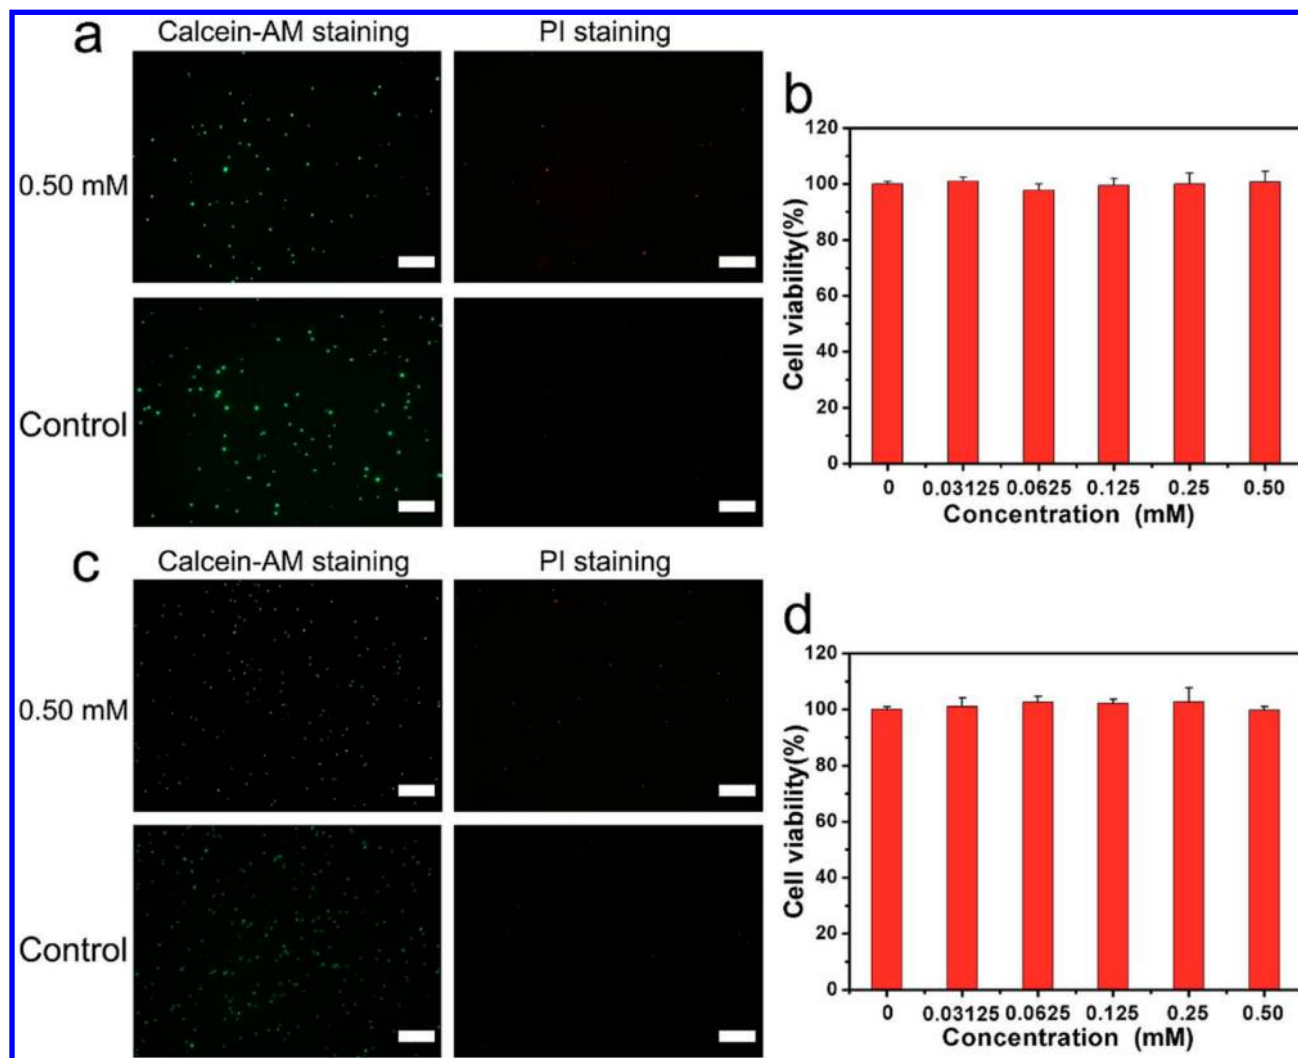 a
Calcein-AM staining
PI staining
0.50 mM
Control
b
120
100
80
60
40
20
0
Cell viability(%)
0 0.03125 0.0625 0.125 0.25 0.50
Concentration (mM)
c
Calcein-AM staining
PI staining
0.50 mM
Control
d
120
100
80
60
40
20
0
Cell viability(%)
0 0.03125 0.0625 0.125 0.25 0.50
Concentration (mM)